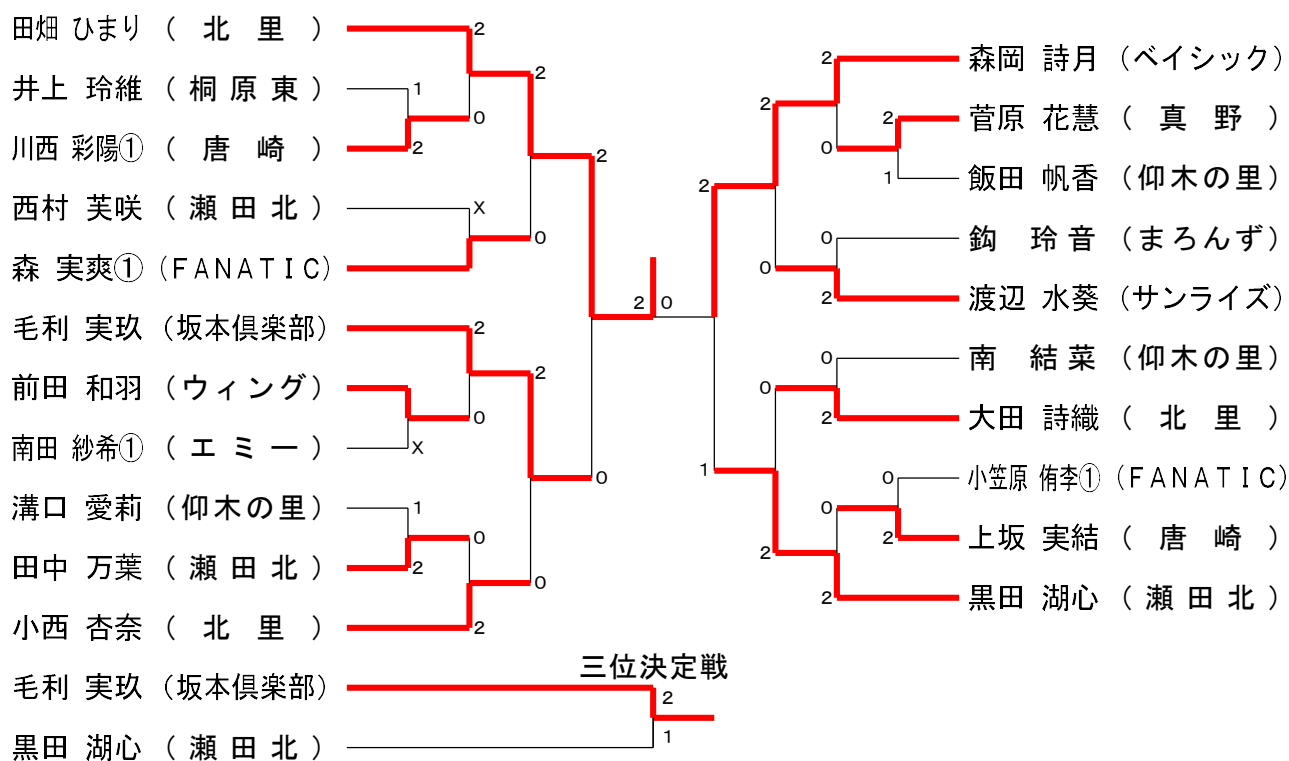 田畑 ひまり （ 北 里 ）
井上 玲維 （ 桐 原 東 ）
川西 彩陽① （ 唐 崎 ）
西村 芙咲 （ 瀬 田 北 ）
森 実爽① （ＦＡＮＡＴＩＣ）
毛利 実玖 （坂本倶楽部）
前田 和羽 （ウィング）
南田 紗希① （ エ ミ ー ）
溝口 愛莉 （仰木の里）
田中 万葉 （ 瀬 田 北 ）
小西 杏奈 （ 北 里 ）
2
1
2
0
2
X
0
2
2
0
X
1
2
0
2
2
0
0
2
0
2 0
森岡 詩月 （ベイシック）
菅原 花慧 （ 真 野 ）
飯田 帆香 （仰木の里）
鈎 玲音 （まろんず）
渡辺 水葵 （サンライズ）
南 結菜 （仰木の里）
大田 詩織 （ 北 里 ）
小笠原 侑李① （ＦＡＮＡＴＩＣ）
上坂 実結 （ 唐 崎 ）
黒田 湖心 （ 瀬 田 北 ）
2
2
2
0
1
2
0
0
2
0
0
2
1
0
0
2
2
2
三位決定戦
毛利 実玖 （坂本倶楽部）
2
1
黒田 湖心 （ 瀬 田 北 ）